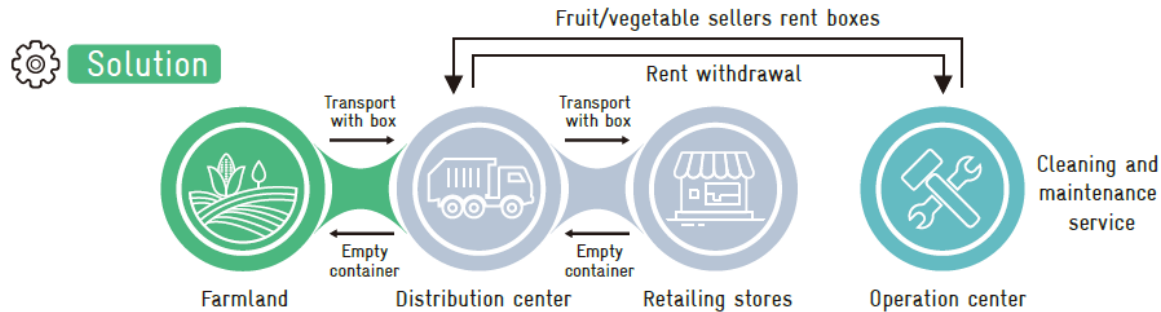 Fruit/vegetable sellers rent boxes
Solution
Rent withdrawal
Transport
with box
Transport
with box
Cleaning and
maintenance
service
Empty
container
Empty
container
Farmland
Distribution center
Retailing stores
Operation center